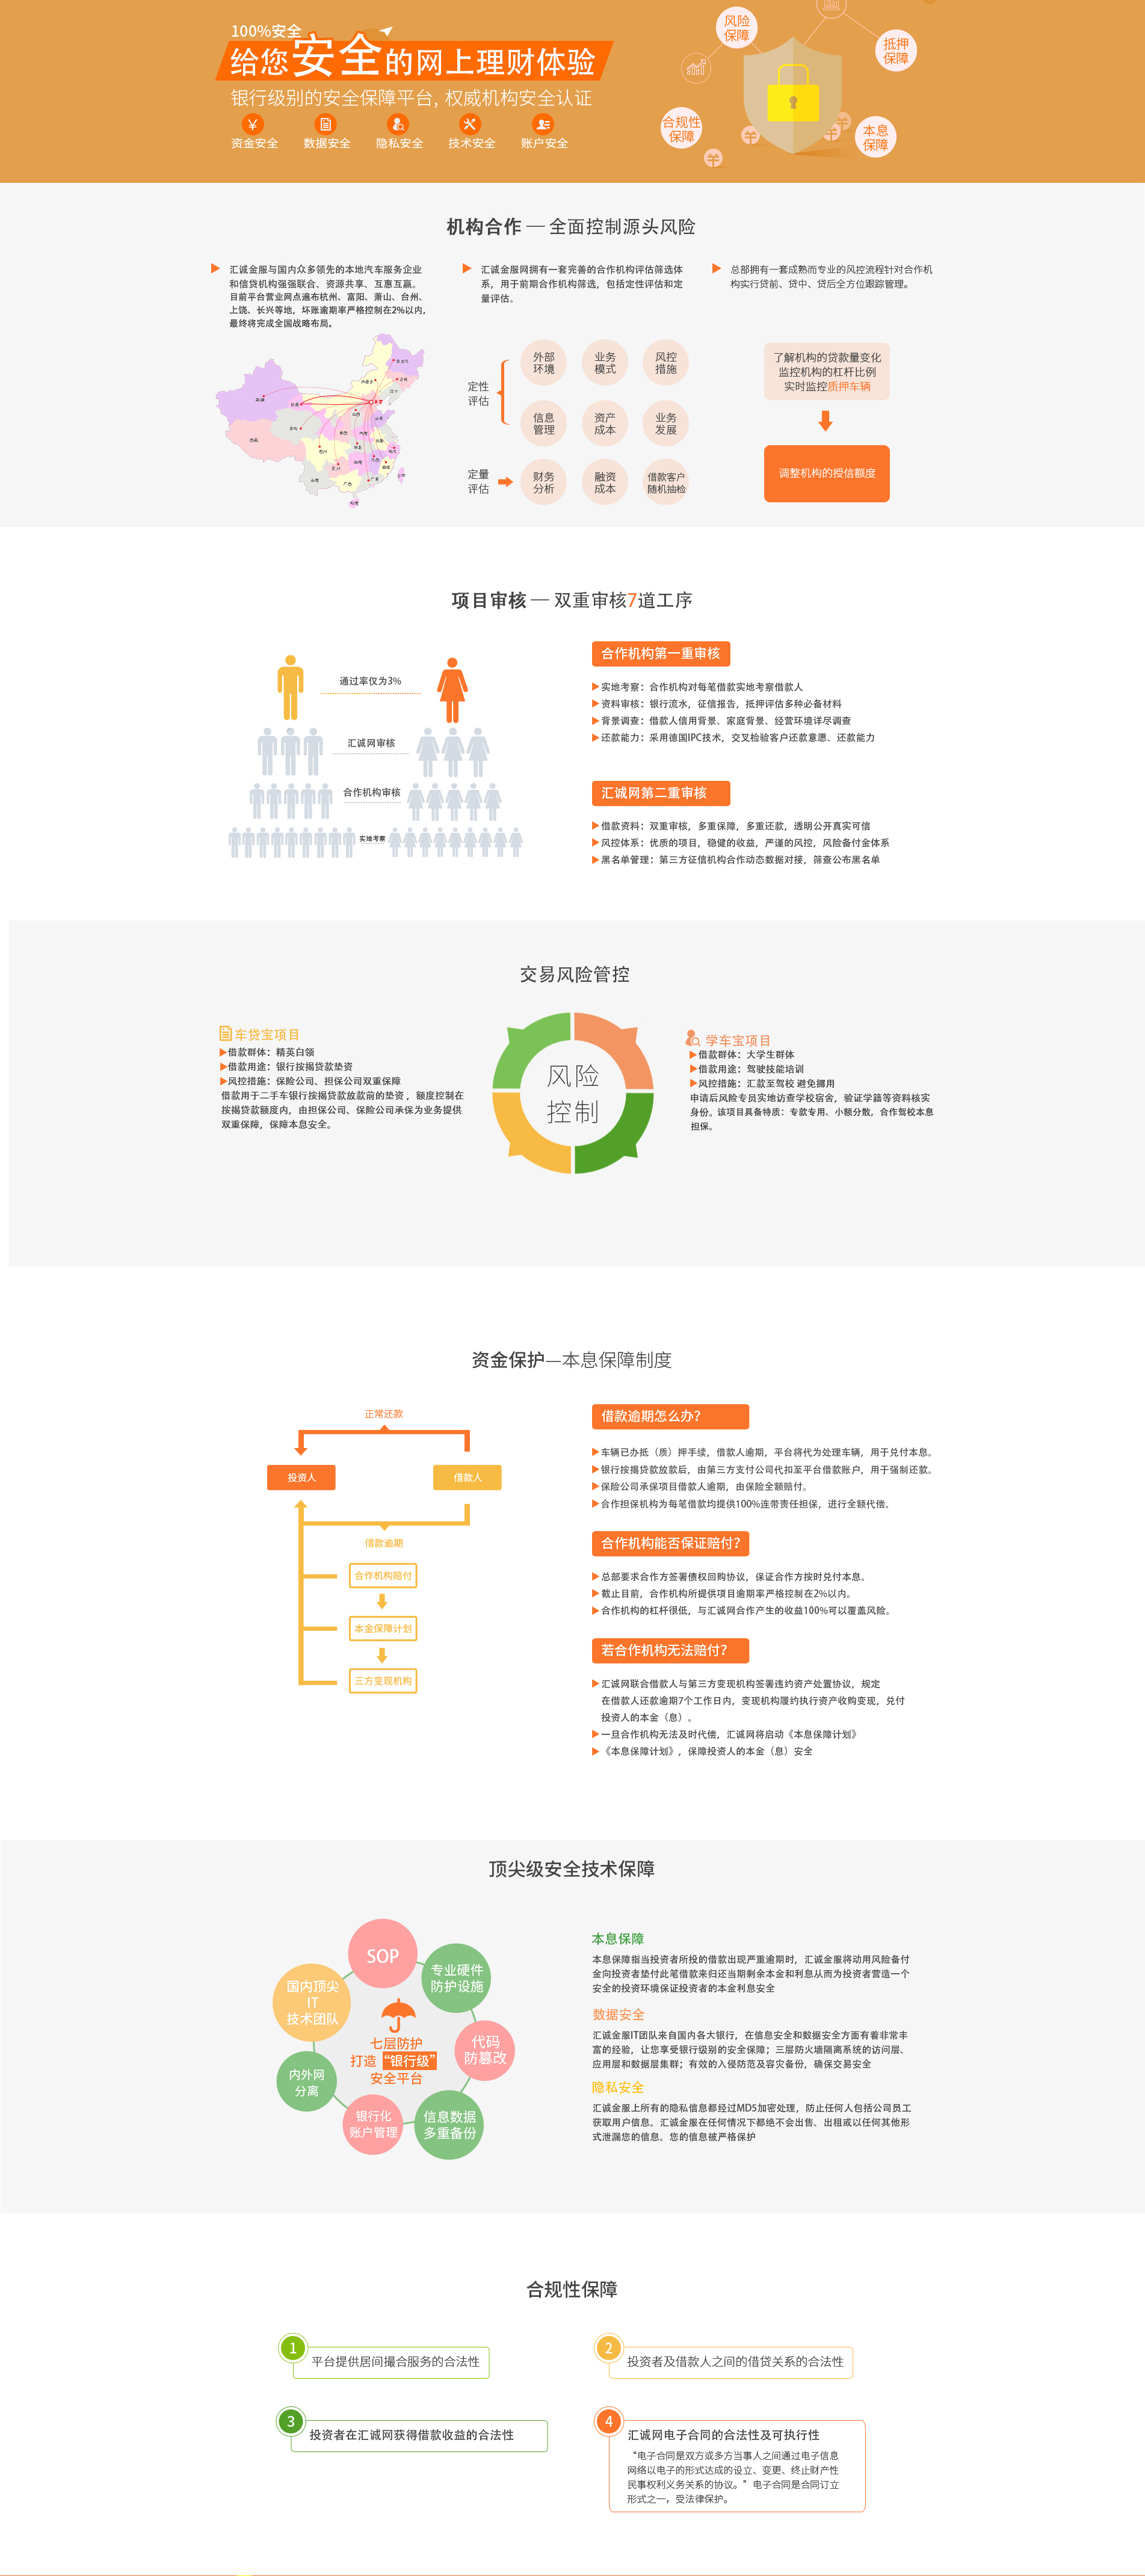 100%安全
给您安全的网上理财体验
银行级别的安全保障平台, 权威机构安全认证
资金安全
数据安全
隐私安全
技术安全
账户安全
风险
保障
抵押
保障
合规性
保障
本息
保障
机构合作 — 全面控制源头风险
汇诚金服与国内众多领先的本地汽车服务企业
和信贷机构强强联合、资源共享、互惠互赢。
目前平台营业网点遍布杭州、富阳、萧山、台州、
上饶、长兴等地，坏账逾期率严格控制在2%以内，
最终将完成全国战略布局。
汇诚金服网拥有一套完善的合作机构评估筛选体
系，用于前期合作机构筛选，包括定性评估和定
量评估。
总部拥有一套成熟而专业的风控流程针对合作机
构实行贷前、贷中、贷后全方位跟踪管理。
定性
评估
外部
环境
业务
模式
风控
措施
信息
管理
资产
成本
业务
发展
定量
评估
财务
分析
融资
成本
借款客户
随机抽检
了解机构的贷款量变化
监控机构的杠杆比例
实时监控质押车辆
调整机构的授信额度
项目审核 — 双重审核7道工序
通过率仅为3%
汇诚网审核
合作机构审核
实地考察
合作机构第一重审核
实地考察：合作机构对每笔借款实地考察借款人
资料审核：银行流水，征信报告，抵押评估多种必备材料
背景调查：借款人信用背景、家庭背景、经营环境详尽调查
还款能力：采用德国IPC技术，交叉检验客户还款意愿、还款能力
汇诚网第二重审核
借款资料：双重审核，多重保障，多重还款，透明公开真实可信
风控体系：优质的项目，稳健的收益，严谨的风控，风险备付金体系
黑名单管理：第三方征信机构合作动态数据对接，筛查公布黑名单
交易风险管控
车贷宝项目
借款群体：精英白领
借款用途：银行按揭贷款垫资
风控措施：保险公司、担保公司双重保障
借款用于二手车银行按揭贷款放款前的垫资 ，额度控制在
按揭贷款额度内，由担保公司、保险公司承保为业务提供
双重保障，保障本息安全。
风险
控制
学车宝项目
借款群体：大学生群体
借款用途：驾驶技能培训
风控措施：汇款至驾校 避免挪用
申请后风险专员实地访查学校宿舍，验证学籍等资料核实
身份。该项目具备特质：专款专用、小额分散，合作驾校本息
担保。
资金保护—本息保障制度
正常还款
投资人
借款人
借款逾期
合作机构赔付
本金保障计划
三方变现机构
借款逾期怎么办？
车辆已办抵（质）押手续，借款人逾期，平台将代为处理车辆，用于兑付本息。
银行按揭贷款放款后，由第三方支付公司代扣至平台借款账户，用于强制还款。
保险公司承保项目借款人逾期，由保险全额赔付。
合作担保机构为每笔借款均提供100%连带责任担保，进行全额代偿。
合作机构能否保证赔付？
总部要求合作方签署债权回购协议，保证合作方按时兑付本息。
截止目前，合作机构所提供项目逾期率严格控制在2%以内。
合作机构的杠杆很低，与汇诚网合作产生的收益100%可以覆盖风险。
若合作机构无法赔付？
汇诚网联合借款人与第三方变现机构签署违约资产处置协议，规定
在借款人还款逾期7个工作日内，变现机构履约执行资产收购变现，兑付
投资人的本金（息）。
一旦合作机构无法及时代偿，汇诚网将启动《本息保障计划》
《本息保障计划》，保障投资人的本金（息）安全
顶尖级安全技术保障
SOP
专业硬件
防护设施
国内顶尖
IT
技术团队
代码
防篡改
七层防护
打造“银行级”
安全平台
内外网
分离
银行化
账户管理
信息数据
多重备份
本息保障
本息保障指当投资者所投的借款出现严重逾期时，汇诚金服将动用风险备付
金向投资者垫付此笔借款来归还当期剩余本金和利息从而为投资者营造一个
安全的投资环境保证投资者的本金利息安全
数据安全
汇诚金服IT团队来自国内各大银行，在信息安全和数据安全方面有着非常丰
富的经验，让您享受银行级别的安全保障；三层防火墙隔离系统的访问层、
应用层和数据层集群；有效的入侵防范及容灾备份，确保交易安全
隐私安全
汇诚金服上所有的隐私信息都经过MD5加密处理，防止任何人包括公司员工
获取用户信息。汇诚金服在任何情况下都绝不会出售、出租或以任何其他形
式泄漏您的信息。您的信息被严格保护
合规性保障
1
平台提供居间撮合服务的合法性
2
投资者及借款人之间的借贷关系的合法性
3
投资者在汇诚网获得借款收益的合法性
4
汇诚网电子合同的合法性及可执行性
“电子合同是双方或多方当事人之间通过电子信息
网络以电子的形式达成的设立、变更、终止财产性
民事权利义务关系的协议。”电子合同是合同订立
形式之一，受法律保护。